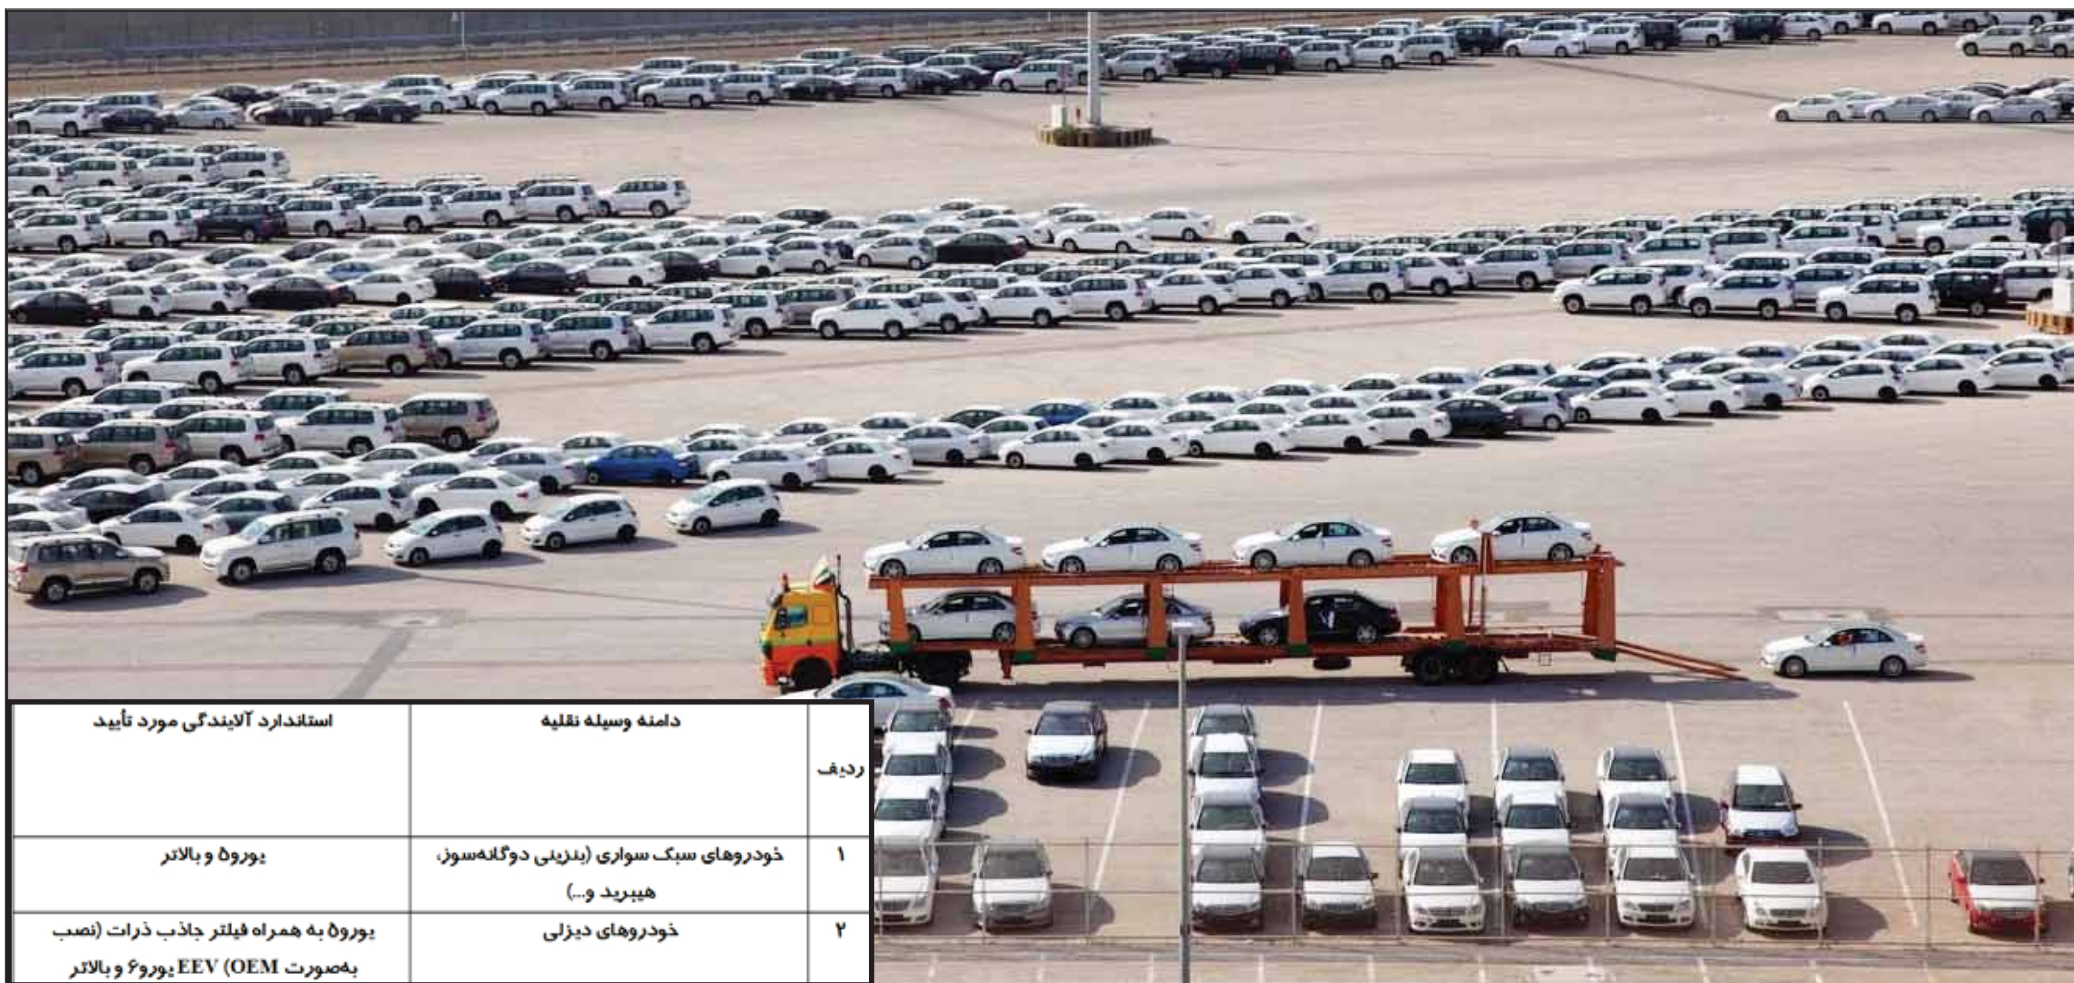 ردیف
دامنه وسیله نقلیه
استاندارد آلایندگی مورد تأیید
۱
خودروهای سبک سواری (بنزینی دوگانه‌سوز،
هیبرید و...)
یورو۵ و بالاتر
۲
خودروهای دیزلی
یورو۵ به همراه فیلتر جاذب ذرات (نصب
به‌صورت OEM) EEV یورو۶ و بالاتر